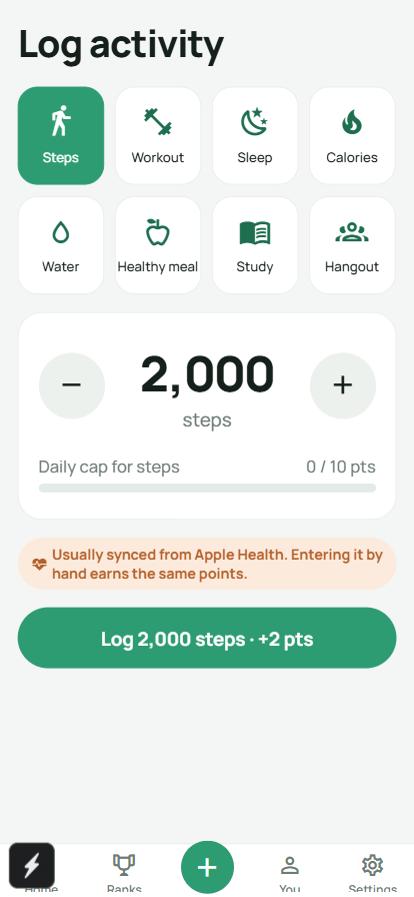 Log activity
Steps
Workout
Sleep
Calories
Water
Healthy meal
Study
Hangout
2,000
steps
Daily cap for steps
0 / 10 pts
Usually synced from Apple Health. Entering it by
hand earns the same points.
Log 2,000 steps · +2 pts
Home
Ranks
You
Settings